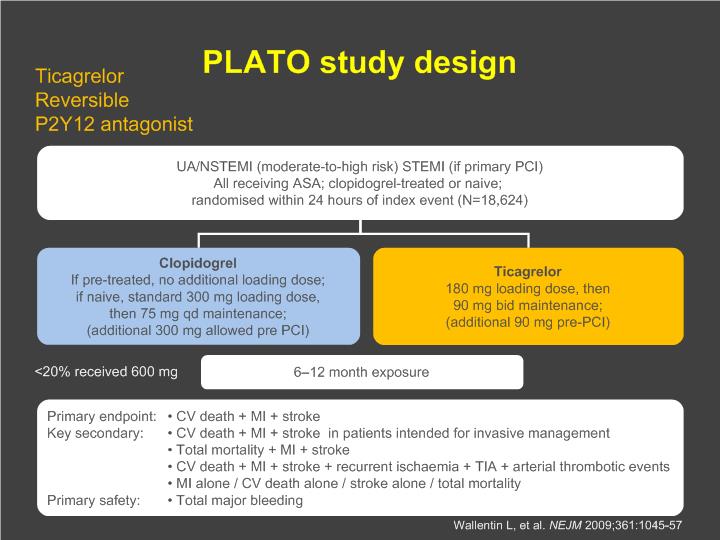 PLATO study design
Ticagrelor
Reversible
P2Y12 antagonist
UA/NSTEMI (moderate-to-high risk) STEMI (if primary PCI)
All receiving ASA; clopidogrel-treated or naive;
randomised within 24 hours of index event (N=18,624)
Clopidogrel
If pre-treated, no additional loading dose;
if naive, standard 300 mg loading dose,
then 75 mg qd maintenance;
(additional 300 mg allowed pre PCI)
Ticagrelor
180 mg loading dose, then
90 mg bid maintenance;
(additional 90 mg pre-PCI)
<20% received 600 mg
6–12 month exposure
Primary endpoint: • CV death + MI + stroke
Key secondary: • CV death + MI + stroke in patients intended for invasive management
• Total mortality + MI + stroke
• CV death + MI + stroke + recurrent ischaemia + TIA + arterial thrombotic events
• MI alone / CV death alone / stroke alone / total mortality
Primary safety: • Total major bleeding
Wallentin L, et al. NEJM 2009;361:1045-57